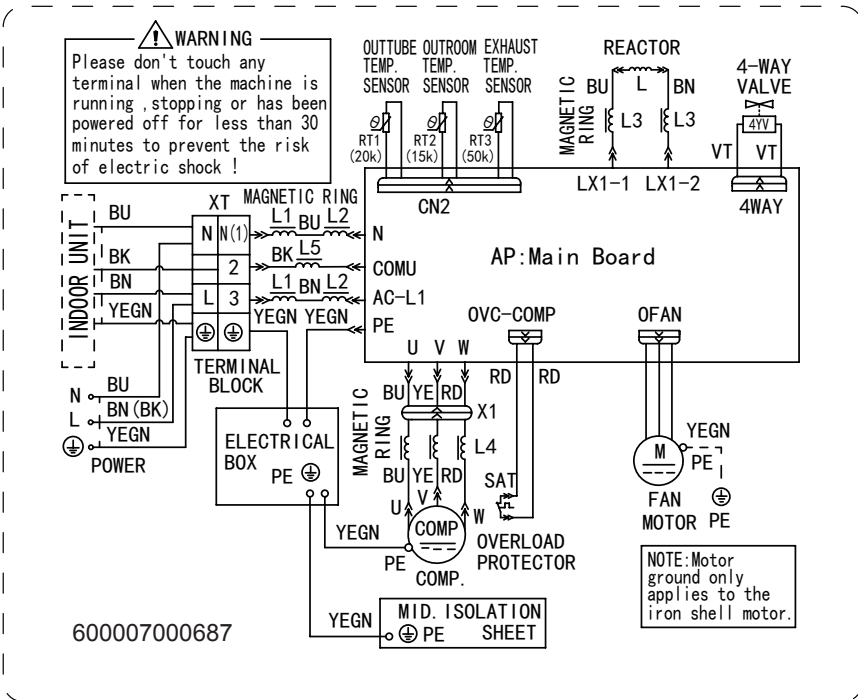 WARNING
Please don't touch any
terminal when the machine is
running ,stopping or has been
powered off for less than 30
minutes to prevent the risk
of electric shock !
OUTTUBE OUTROOM EXHAUST
TEMP. TEMP. TEMP.
SENSOR SENSOR SENSOR
RT1 RT2 RT3
(20k) (15k) (50k)
CN2
REACTOR
BU L BN
MAGNETIC
RING
L3 L3
LX1-1 LX1-2
4-WAY
VALVE
4YV
VT VT
4WAY
INDOOR UNIT
BU
BK
BN
YEGN
XT
N N(1)
2
L 3
TERMINAL
BLOCK
MAGNETIC RING
L1 BU L2
BK L5
L1 BN L2
YEGN YEGN
N
COMU
AC-L1
PE
AP:Main Board
OVC-COMP
OFAN
U V W
N BU
L BN(BK)
YEGN
POWER
ELECTRICAL
BOX
PE
BU YE RD
X1
MAGNETIC
RING
L4
BU YE RD
U V W
COMP
YEGN
PE
COMP.
RD RD
SAT
OVERLOAD
PROTECTOR
M
YEGN
PE
FAN
MOTOR PE
NOTE:Motor
ground only
applies to the
iron shell motor.
YEGN
MID. ISOLATION
PE SHEET
600007000687